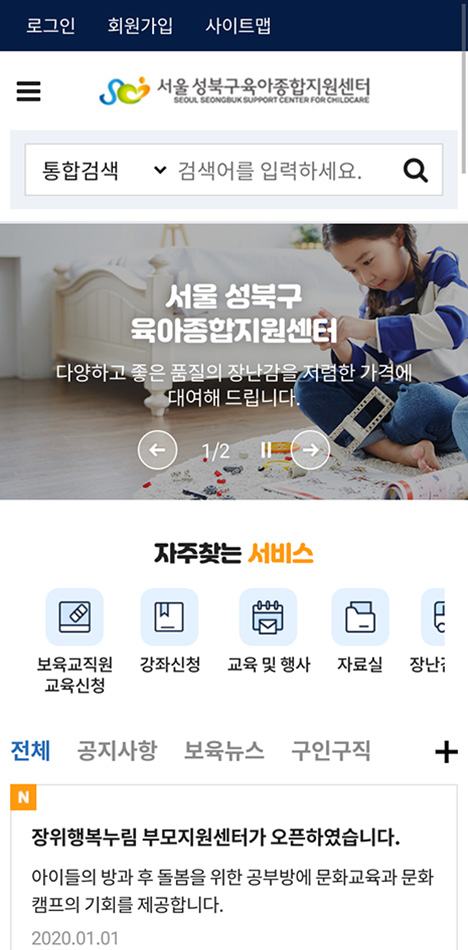 로그인 회원가입 사이트맵
서울 성북구육아종합지원센터
SEOUL SEONGBUK SUPPORT CENTER FOR CHILDCARE
통합검색 검색어를 입력하세요.
서울 성북구
육아종합지원센터
다양하고 좋은 품질의 장난감을 저렴한 가격에
대여해 드립니다.
1/2
자주찾는 서비스
보육교직원
교육신청
강좌신청
교육 및 행사
자료실
장난감
전체 공지사항 보육뉴스 구인구직
N
장위행복누림 부모지원센터가 오픈하였습니다.
아이들의 방과 후 돌봄을 위한 공부방에 문화교육과 문화
캠프의 기회를 제공합니다.
2020.01.01